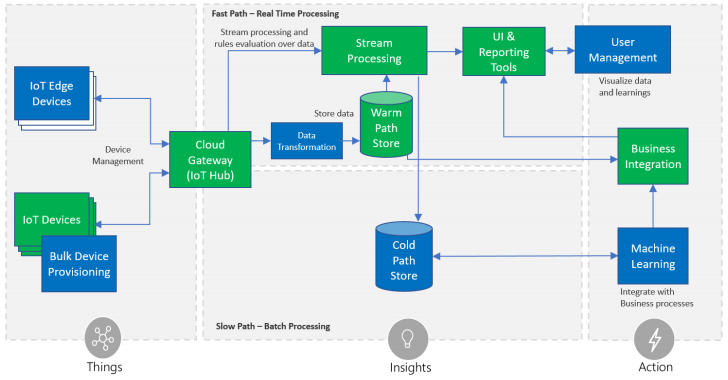 Fast Path – Real Time Processing
Stream processing and
rules evaluation over data
Stream
Processing
UI &
Reporting
Tools
User
Management
Visualize data
and learnings
IoT Edge
Devices
Store data
Device
Management
Cloud
Gateway
(IoT Hub)
Data
Transformation
Warm
Path
Store
Business
Integration
IoT Devices
Bulk Device
Provisioning
Cold
Path
Store
Machine
Learning
Integrate with
Business processes
Slow Path – Batch Processing
Things
Insights
Action